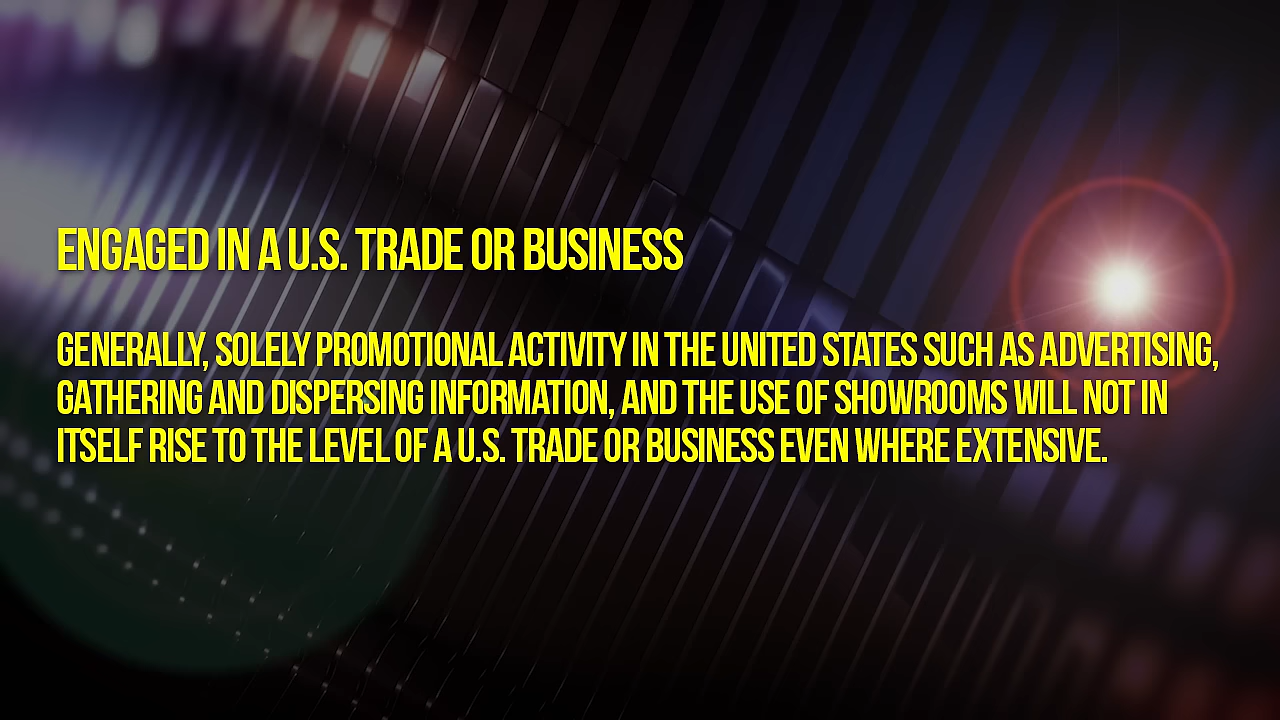 ENGAGED IN A U.S. TRADE OR BUSINESS
GENERALLY, SOLELY PROMOTIONAL ACTIVITY IN THE UNITED STATES SUCH AS ADVERTISING,
GATHERING AND DISPERSING INFORMATION, AND THE USE OF SHOWROOMS WILL NOT IN
ITSELF RISE TO THE LEVEL OF A U.S. TRADE OR BUSINESS EVEN WHERE EXTENSIVE.